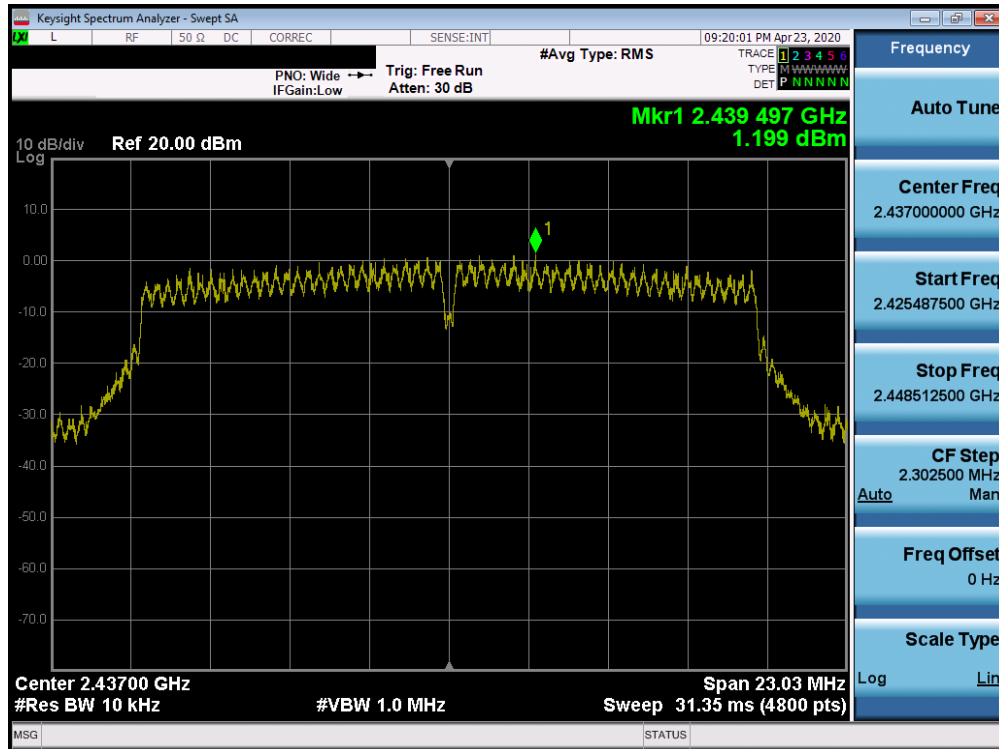 Keysight Spectrum Analyzer - Swept SA
LXI L RF 50 Ω DC CORREC SENSE:INT 09:20:01 PM Apr 23, 2020
Frequency
PNO: Wide
IFGain:Low
Trig: Free Run
Atten: 30 dB
#Avg Type: RMS
TRACE 1 2 3 4 5 6
TYPE M WWWWW
DET P N N N N N
Auto Tune
Mkr1 2.439 497 GHz
1.199 dBm
10 dB/div Ref 20.00 dBm
Log
1
10.0
0.00
-10.0
-20.0
-30.0
-40.0
-50.0
-60.0
-70.0
Center 2.43700 GHz Span 23.03 MHz
#Res BW 10 kHz #VBW 1.0 MHz Sweep 31.35 ms (4800 pts)
Center Freq
2.437000000 GHz
Start Freq
2.425487500 GHz
Stop Freq
2.448512500 GHz
CF Step
2.302500 MHz
Auto Man
Freq Offset
0 Hz
Scale Type
Log Lin
MSG STATUS